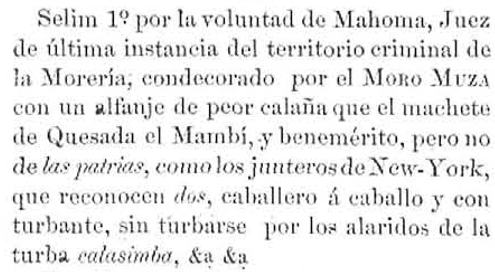 Selim 1º por la voluntad de Mahoma, Juez
de última instancia del territorio criminal de
la Morería, condecorado por el MORO MUZA
con un alfanje de peor calaña que el machete
de Quesada el Mambí, y benemérito, pero no
de las patrias, como los junteros de New-York,
que reconocen dos, caballero á caballo y con
turbante, sin turbarse por los alaridos de la
turba calasimba, &a &a